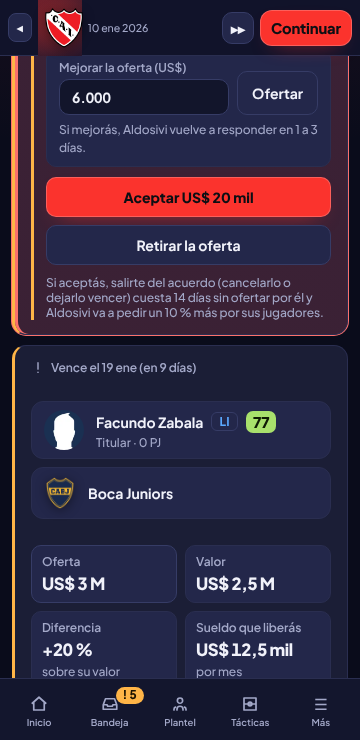 10 ene 2026
Continuar
Mejorar la oferta (US$)
6.000
Ofertar
Si mejorás, Aldosivi vuelve a responder en 1 a 3
días.
Aceptar US$ 20 mil
Retirar la oferta
Si aceptás, salirte del acuerdo (cancelarlo o
dejarlo vencer) cuesta 14 días sin ofertar por él y
Aldosivi va a pedir un 10 % más por sus jugadores.
! Vence el 19 ene (en 9 días)
Facundo Zabala LI 77
Titular · 0 PJ
CABJ
Boca Juniors
Oferta
US$ 3 M
Valor
US$ 2,5 M
Diferencia
+20 %
sobre su valor
Sueldo que liberás
US$ 12,5 mil
por mes
! 5
Inicio
Bandeja
Plantel
Tácticas
Más